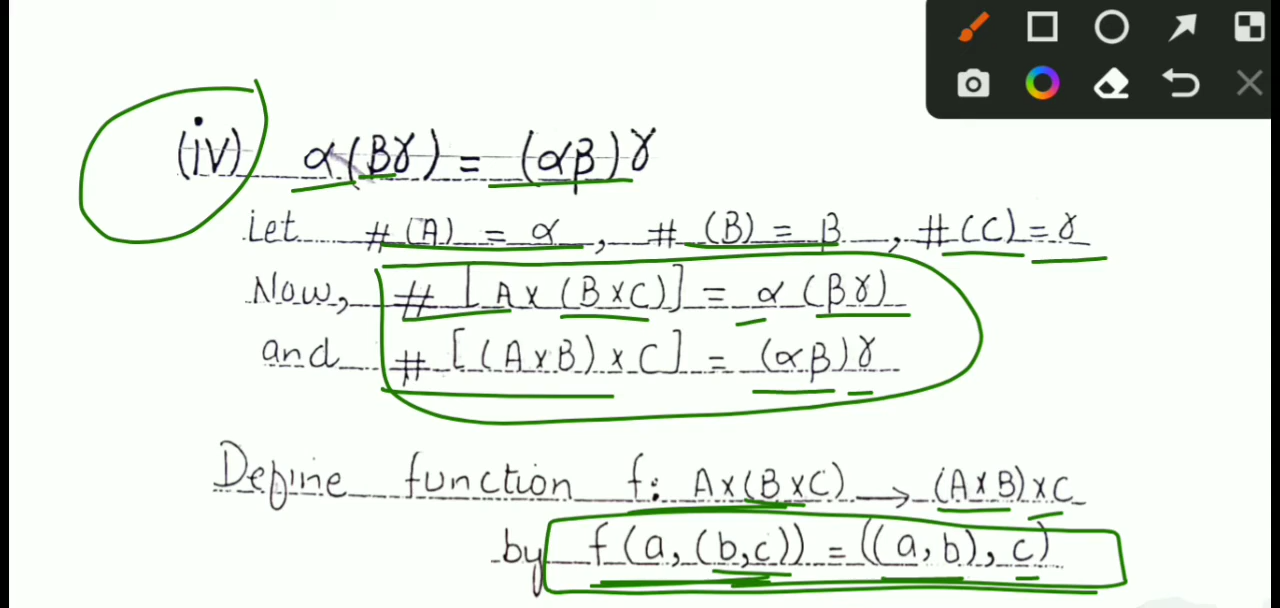 (iv) α(βγ) = (αβ)γ
Let #(A) = α, #(B) = β, #(C) = γ
Now, # [A×(B×C)] = α(βγ)
and # [(A×B)×C] = (αβ)γ
Define function f: A×(B×C) → (A×B)×C
by f(a,(b,c)) = ((a,b),c)